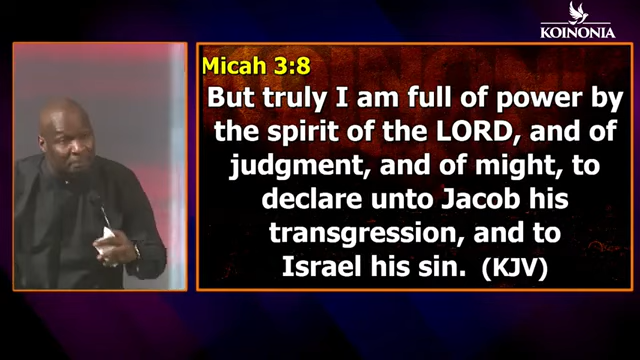 KOINONIA
Micah 3:8
But truly I am full of power by
the spirit of the LORD, and of
judgment, and of might, to
declare unto Jacob his
transgression, and to
Israel his sin. (KJV)